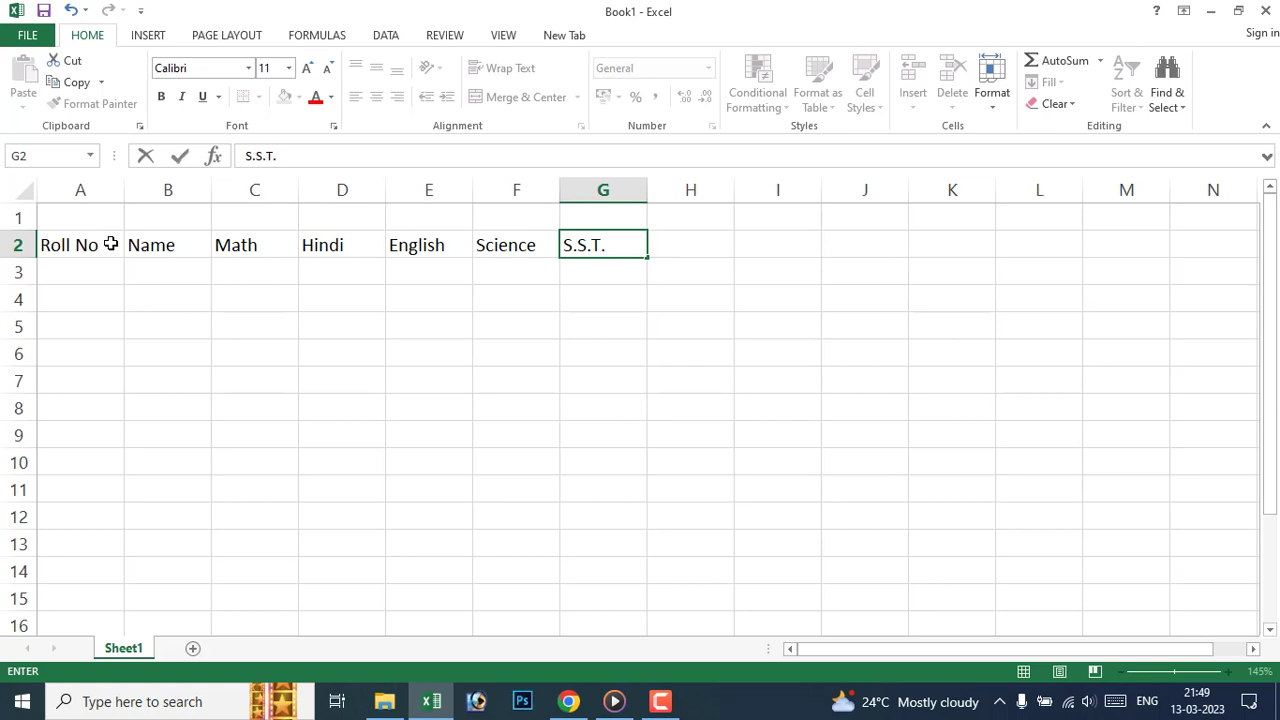 Book1 - Excel
Sign in
FILE HOME INSERT PAGE LAYOUT FORMULAS DATA REVIEW VIEW New Tab
Paste
Cut
Copy
Format Painter
Clipboard
Calibri 11
B I U
Font
Wrap Text
Merge & Center
Alignment
General
%
Number
Conditional Formatting
Format as Table
Cell Styles
Styles
Insert
Delete
Format
Cells
AutoSum
Fill
Clear
Sort & Filter
Find & Select
Editing
G2 fx S.S.T.
A B C D E F G H I J K L M N
1
2 Roll No Name Math Hindi English Science S.S.T.
3
4
5
6
7
8
9
10
11
12
13
14
15
16
Sheet1
ENTER 145%
Type here to search
Ps
24°C Mostly cloudy
ENG
21:49
13-03-2023